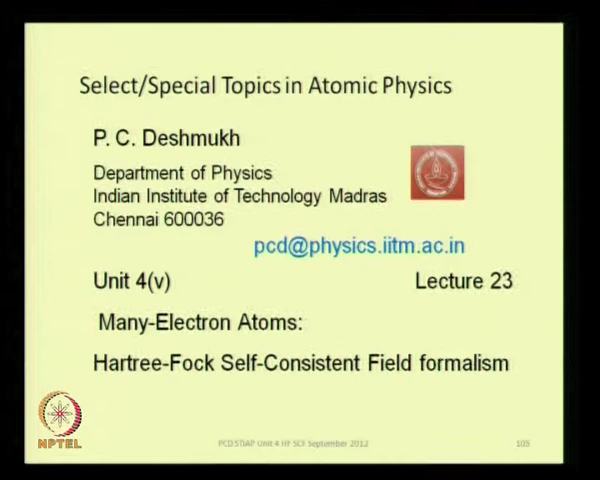 Select/Special Topics in Atomic Physics
P. C. Deshmukh
Department of Physics
Indian Institute of Technology Madras
Chennai 600036
pcd@physics.iitm.ac.in
Unit 4(v) Lecture 23
Many-Electron Atoms:
Hartree-Fock Self-Consistent Field formalism
NPTEL
PCD STiAP Unit 4 HF SCF September 2012 105